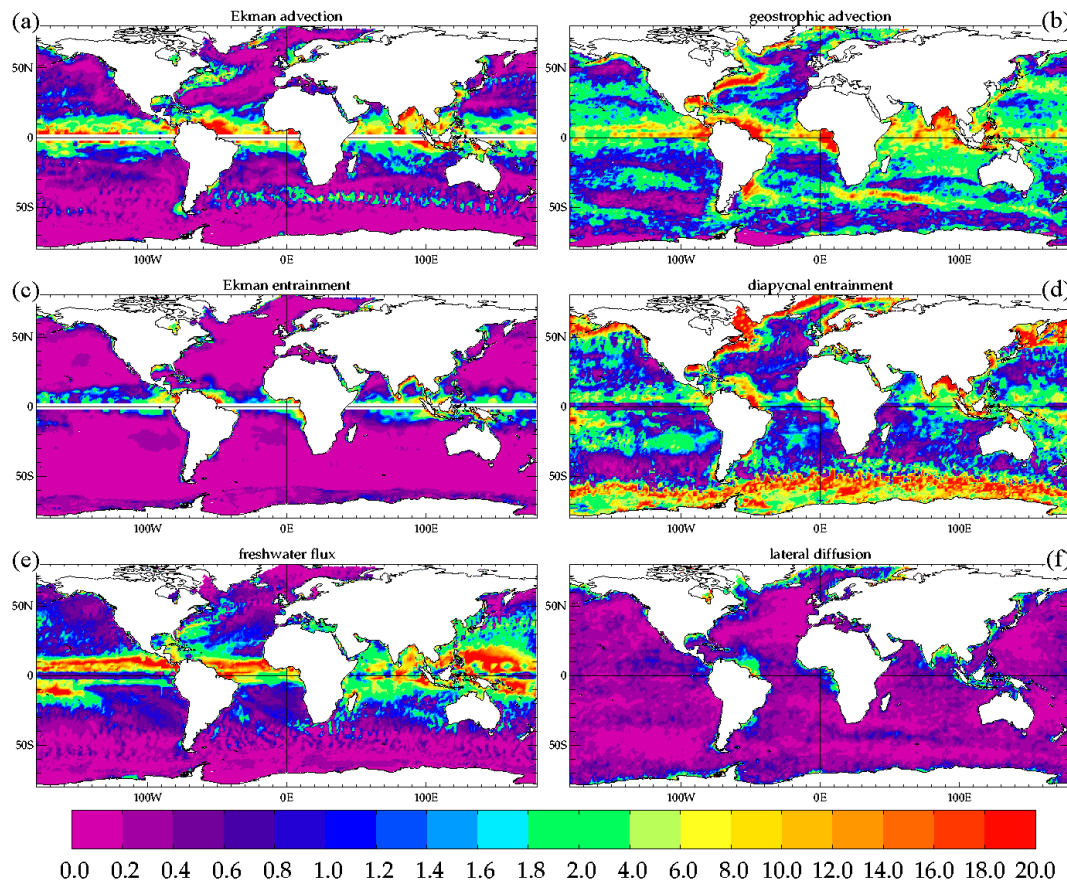 (a) Ekman advection
geostrophic advection (b)
50N
0
50S
100W 0E 100E
50N
0
50S
100W 0E 100E
(c) Ekman entrainment
diapycnal entrainment (d)
50N
0
50S
100W 0E 100E
50N
0
50S
100W 0E 100E
(e) freshwater flux
lateral diffusion (f)
50N
0
50S
100W 0E 100E
50N
0
50S
100W 0E 100E
0.0 0.2 0.4 0.6 0.8 1.0 1.2 1.4 1.6 1.8 2.0 4.0 6.0 8.0 10.0 12.0 14.0 16.0 18.0 20.0